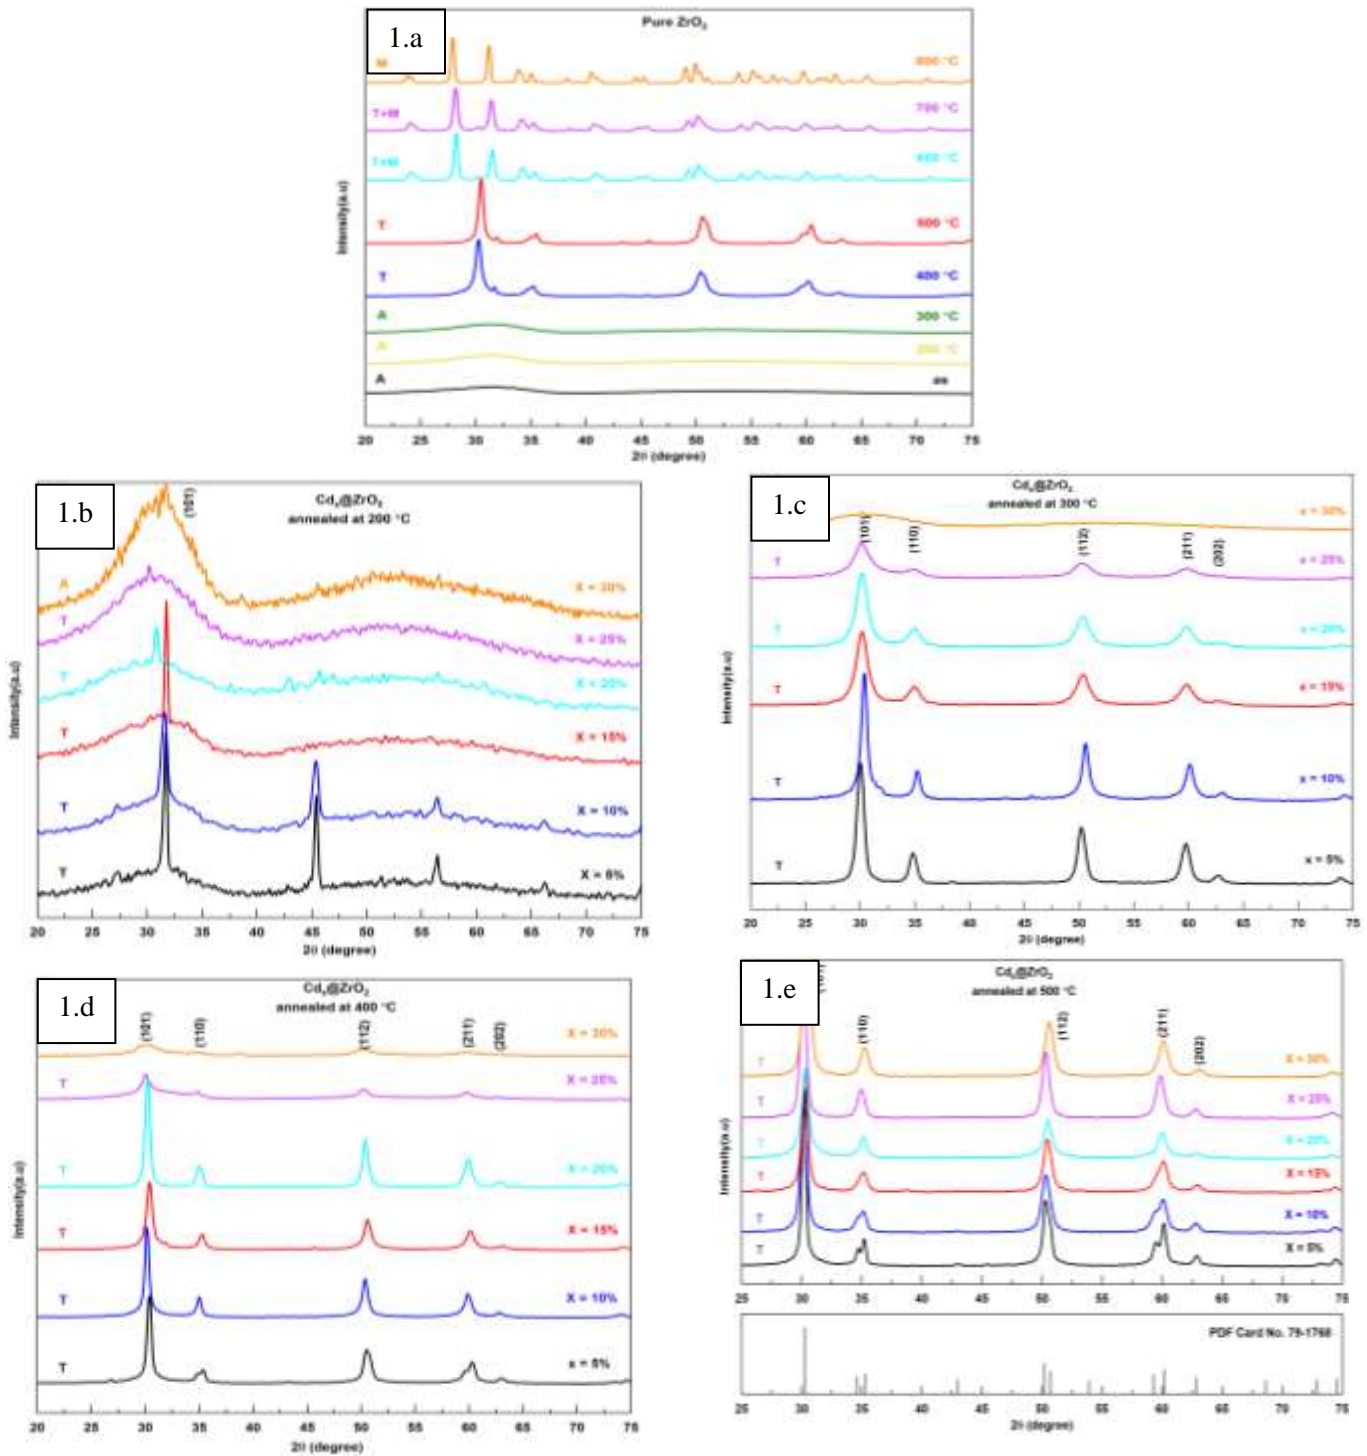 1.a
Pure ZrO₂
M
800 °C
T+M
700 °C
T+M
T
T
400 °C
A
300 °C
A
200 °C
A
as
Intensity(a.u)
20 25 30 35 40 45 50 55 60 65 70 75
2θ (degree)
1.b
Cdₓ@ZrO₂
annealed at 200 °C
(101)
A
X = 30%
T
X = 25%
T
X = 20%
T
X = 15%
T
X = 10%
T
X = 5%
Intensity(a.u)
20 25 30 35 40 45 50 55 60 65 70 75
2θ (degree)
1.c
Cdₓ@ZrO₂
annealed at 300 °C
x = 30%
(101) (110) (112) (211) (202)
T
x = 25%
T
x = 20%
T
x = 15%
T
x = 10%
T
x = 5%
Intensity(a.u)
20 25 30 35 40 45 50 55 60 65 70 75
2θ (degree)
1.d
Cdₓ@ZrO₂
annealed at 400 °C
(101) (110) (112) (211) (202)
X = 30%
T
X = 25%
T
X = 20%
T
X = 15%
T
X = 10%
T
x = 5%
Intensity(a.u)
20 25 30 35 40 45 50 55 60 65 70 75
2θ (degree)
1.e
Cdₓ@ZrO₂
annealed at 500 °C
(110) (112) (211) (202)
T
X = 30%
T
X = 25%
T
X = 20%
T
X = 15%
T
X = 10%
T
X = 5%
Intensity(a.u)
25 30 35 40 45 50 55 60 65 70 75
PDF Card No. 79-1768
25 30 35 40 45 50 55 60 65 70 75
2θ (degree)